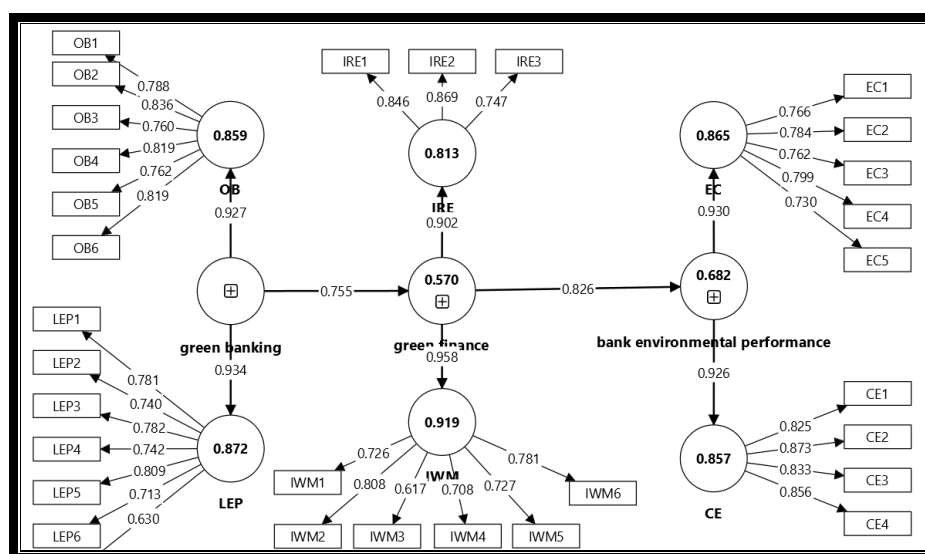 OB1
OB2
OB3
OB4
OB5
OB6
0.788
0.836
0.760
0.819
0.762
0.819
0.859
OB
0.927
IRE1
IRE2
IRE3
0.846
0.869
0.747
0.813
IRE
0.902
EC1
EC2
EC3
EC4
EC5
0.766
0.784
0.762
0.799
0.730
0.865
EC
0.930
0.755
0.570
0.826
0.682
green banking
green finance
bank environmental performance
0.934
0.958
0.926
LEP1
LEP2
LEP3
LEP4
LEP5
LEP6
0.781
0.740
0.782
0.742
0.809
0.713
0.630
0.872
LEP
0.919
IWM
0.726
0.808
0.617
0.708
0.727
0.781
IWM1
IWM2
IWM3
IWM4
IWM5
IWM6
0.857
CE
0.825
0.873
0.833
0.856
CE1
CE2
CE3
CE4